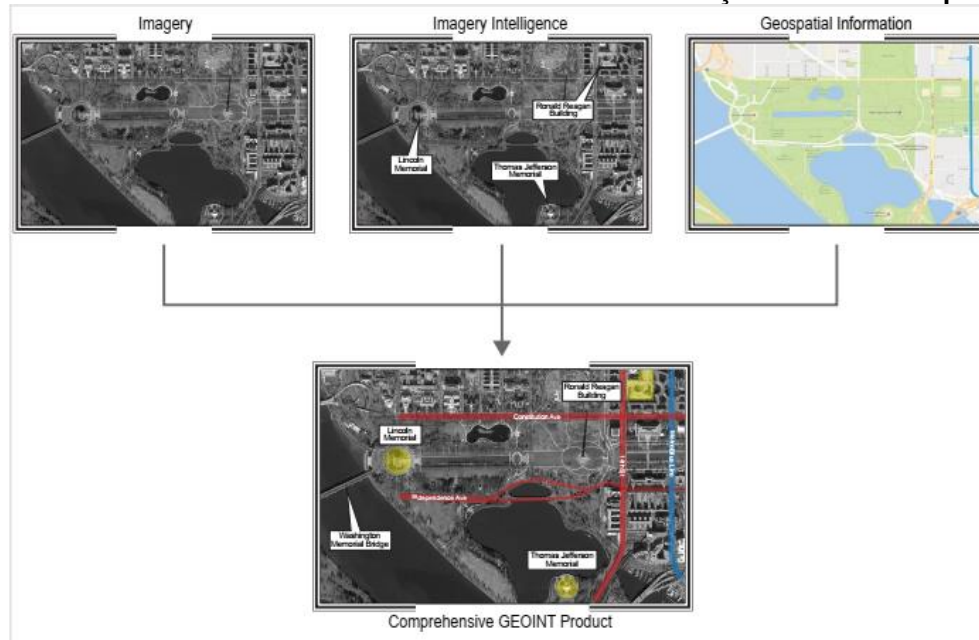 Imagery
Imagery Intelligence
Geospatial Information
Ronald Reagan
Building
Lincoln
Memorial
Thomas Jefferson
Memorial
Ronald Reagan
Building
Constitution Ave
Lincoln
Memorial
Independence Ave
Washington
Memorial Bridge
Thomas Jefferson
Memorial
Comprehensive GEOINT Product